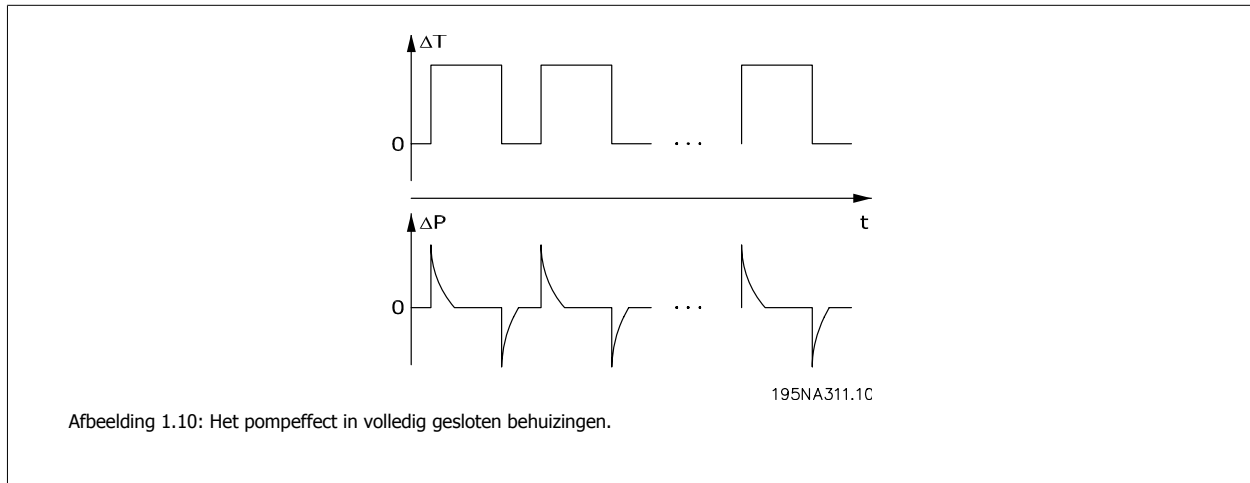 ΔT
0
. . .
t
ΔP
0
. . .
195NA311.10
Afbeelding 1.10: Het pompeffect in volledig gesloten behuizingen.